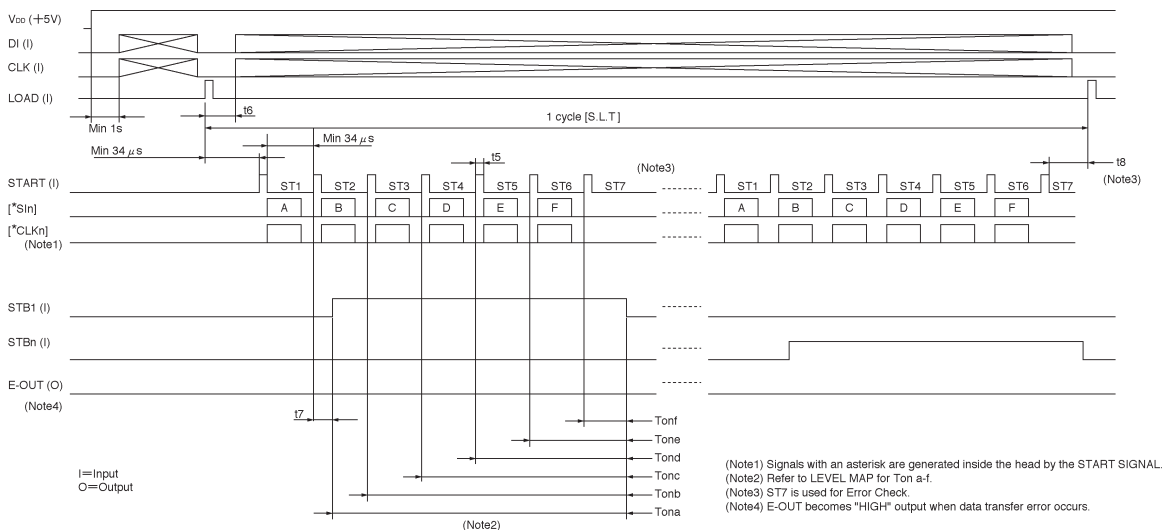 VDD (+5V)
DI (I)
CLK (I)
LOAD (I)
t6
1 cycle [S.L.T]
Min 1s
Min 34 μs
Min 34 μs
t5
(Note3)
t8
(Note3)
START (I)
ST1 ST2 ST3 ST4 ST5 ST6 ST7 ST1 ST2 ST3 ST4 ST5 ST6 ST7
[*SIn]
A B C D E F A B C D E F
[*CLKn]
(Note1)
STB1 (I)
STBn (I)
E-OUT (O)
(Note4)
t7
Tonf
Tone
Tond
Tonc
Tonb
Tona
(Note2)
I=Input
O=Output
(Note1) Signals with an asterisk are generated inside the head by the START SIGNAL.
(Note2) Refer to LEVEL MAP for Ton a-f.
(Note3) ST7 is used for Error Check.
(Note4) E-OUT becomes "HIGH" output when data transfer error occurs.